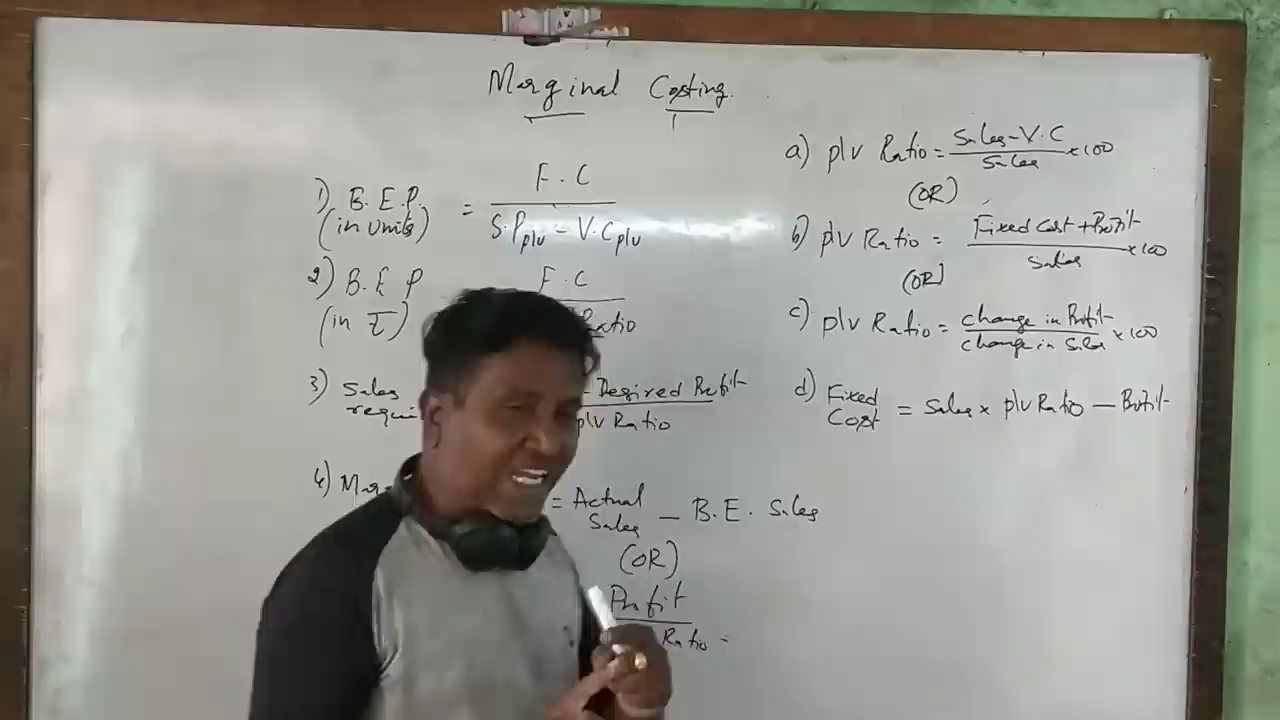 Marginal Costing.
1) B.E.P. (in units) = F.C / S.P p/u - V.C p/u
2) B.E.P (in ₹) F.C / Ratio
3) Sales - Desired Profit / p/v Ratio
4) = Actual Sales - B.E. Sales
(OR)
Profit / Ratio
a) p/v Ratio = Sales - V.C / Sales × 100
(OR)
b) p/v Ratio = Fixed Cost + Profit / Sales × 100
(OR)
c) p/v Ratio = change in Profit / change in Sales × 100
d) Fixed Cost = Sales × p/v Ratio - Profit